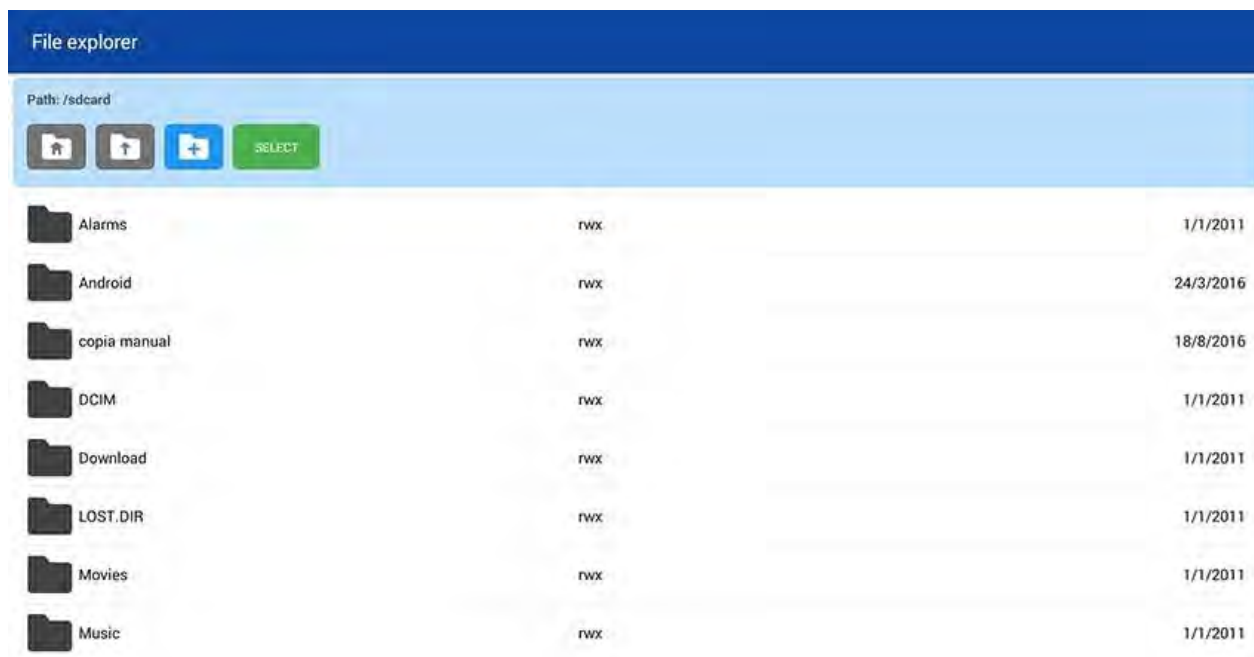 File explorer
Path: /sdcard
SELECT
Alarms rwx 1/1/2011
Android rwx 24/3/2016
copia manual rwx 18/8/2016
DCIM rwx 1/1/2011
Download rwx 1/1/2011
LOST.DIR rwx 1/1/2011
Movies rwx 1/1/2011
Music rwx 1/1/2011